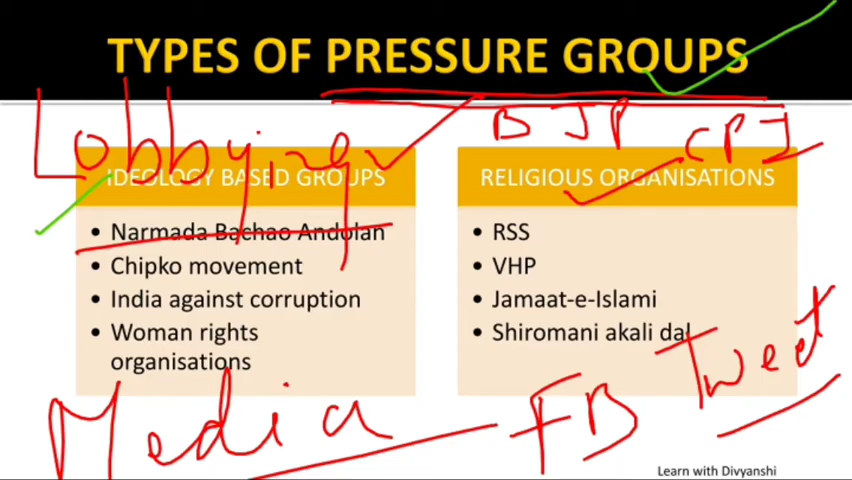 TYPES OF PRESSURE GROUPS
BJP CPI
Lobbying
IDEOLOGY BASED GROUPS
• Narmada Bachao Andolan
• Chipko movement
• India against corruption
• Woman rights
organisations
RELIGIOUS ORGANISATIONS
• RSS
• VHP
• Jamaat-e-Islami
• Shiromani akali dal
Media FB Tweet
Learn with Divyanshi